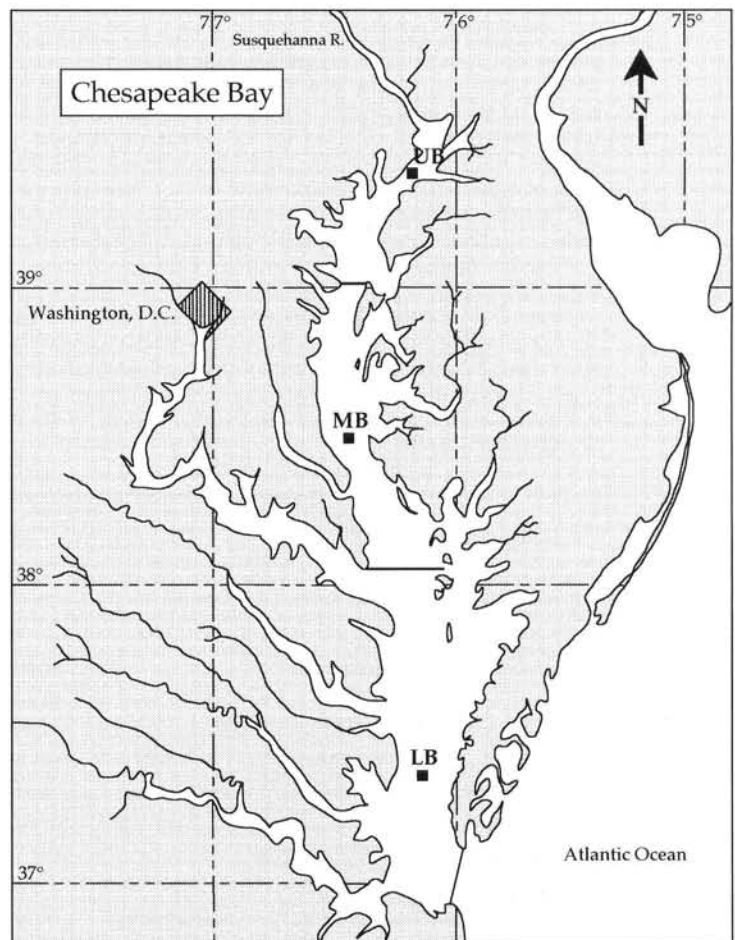 77°
76°
75°
Susquehanna R.
Chesapeake Bay
N
UB
39°
Washington, D.C.
MB
38°
LB
Atlantic Ocean
37°